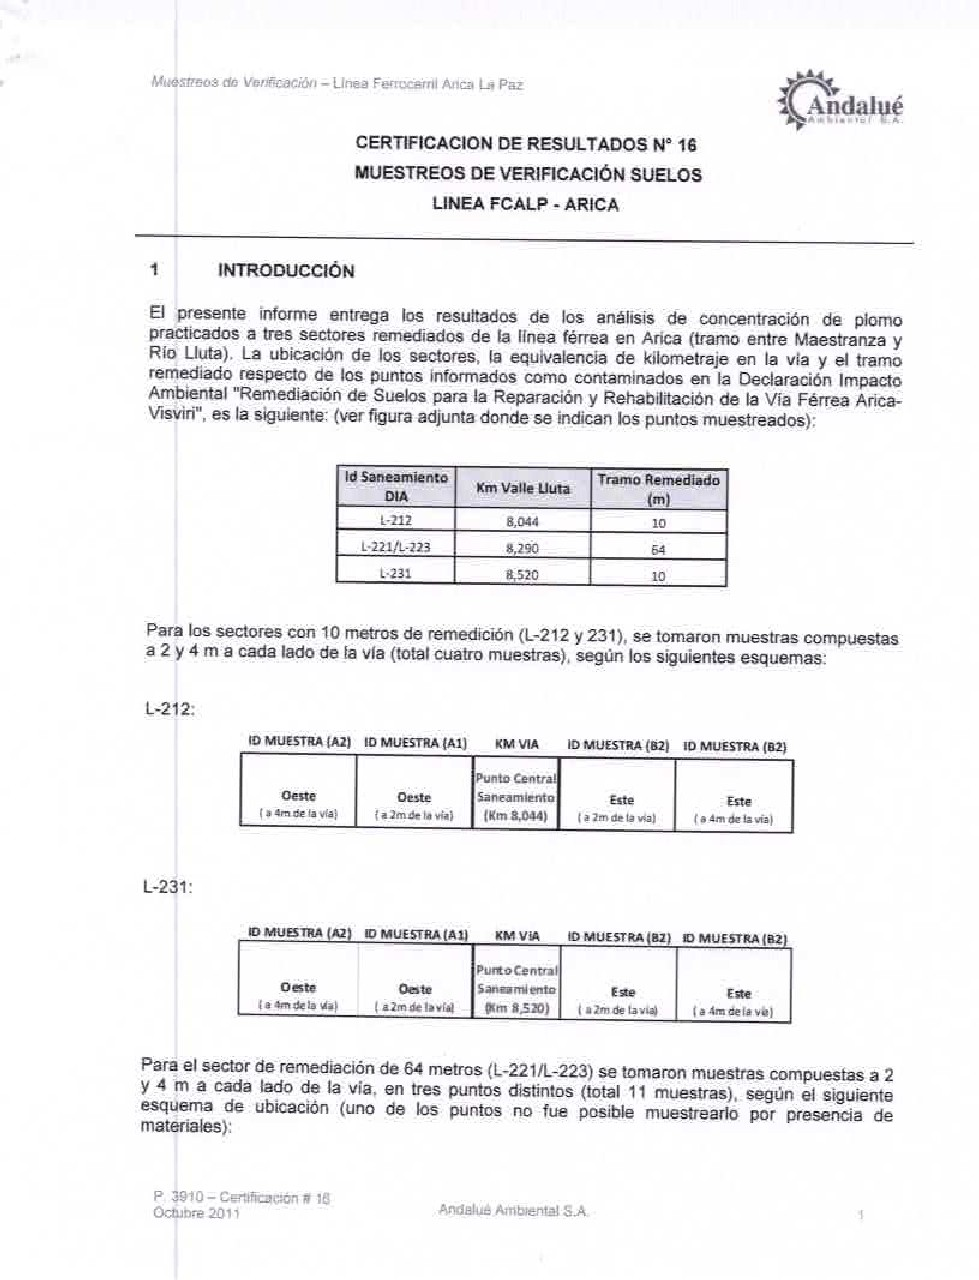 Muestreos de Verificación – Línea Ferrocarril Arica La Paz
Andalué
Ambiental S.A.
CERTIFICACION DE RESULTADOS N° 16
MUESTREOS DE VERIFICACIÓN SUELOS
LINEA FCALP - ARICA
1 INTRODUCCIÓN
El presente informe entrega los resultados de los análisis de concentración de plomo
practicados a tres sectores remediados de la línea férrea en Arica (tramo entre Maestranza y
Río Lluta). La ubicación de los sectores, la equivalencia de kilometraje en la vía y el tramo
remediado respecto de los puntos informados como contaminados en la Declaración Impacto
Ambiental "Remediación de Suelos para la Reparación y Rehabilitación de la Vía Férrea Arica-
Visviri", es la siguiente: (ver figura adjunta donde se indican los puntos muestreados):
Id Saneamiento DIA Km Valle Lluta Tramo Remediado (m)
L-212 8,044 10
L-221/L-223 8,290 64
L-231 8,520 10
Para los sectores con 10 metros de remedición (L-212 y 231), se tomaron muestras compuestas
a 2 y 4 m a cada lado de la vía (total cuatro muestras), según los siguientes esquemas:
L-212:
ID MUESTRA (A2) ID MUESTRA (A1) KM VIA ID MUESTRA (B2) ID MUESTRA (B2)
Oeste (a 4m de la vía) Oeste (a 2m de la vía) Punto Central Saneamiento (Km 8,044) Este (a 2m de la vía) Este (a 4m de la vía)
L-231:
ID MUESTRA (A2) ID MUESTRA (A1) KM VIA ID MUESTRA (B2) ID MUESTRA (B2)
Oeste (a 4m de la vía) Oeste (a 2m de la vía) Punto Central Saneamiento (Km 8,520) Este (a 2m de la vía) Este (a 4m de la vía)
Para el sector de remediación de 64 metros (L-221/L-223) se tomaron muestras compuestas a 2
y 4 m a cada lado de la vía, en tres puntos distintos (total 11 muestras), según el siguiente
esquema de ubicación (uno de los puntos no fue posible muestrearlo por presencia de
materiales):
P. 3910 – Certificación # 16
Octubre 2011
Andalué Ambiental S.A.
1